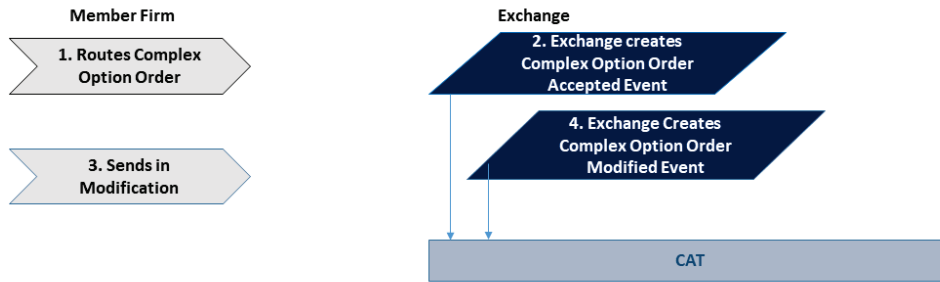 Member Firm
Exchange
1. Routes Complex
Option Order
2. Exchange creates
Complex Option Order
Accepted Event
3. Sends in
Modification
4. Exchange Creates
Complex Option Order
Modified Event
CAT